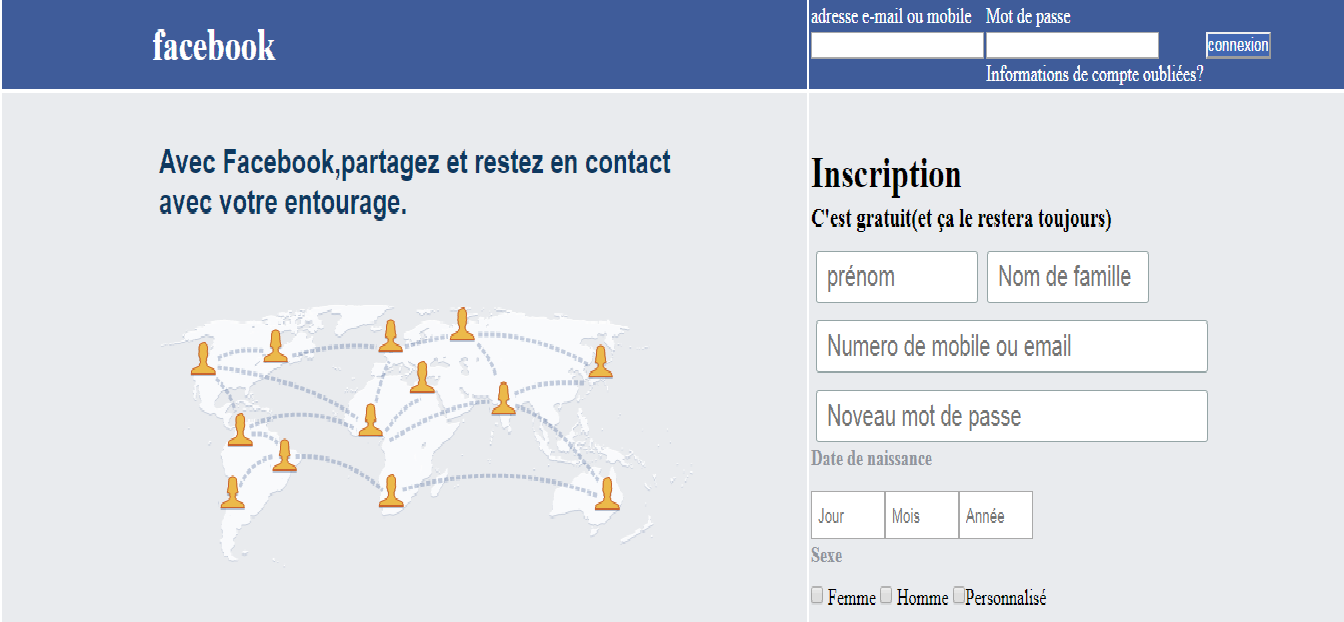 facebook
adresse e-mail ou mobile Mot de passe
connexion
Informations de compte oubliées?
Avec Facebook,partagez et restez en contact
avec votre entourage.
Inscription
C'est gratuit(et ça le restera toujours)
prénom Nom de famille
Numero de mobile ou email
Noveau mot de passe
Date de naissance
Jour Mois Année
Sexe
Femme Homme Personnalisé